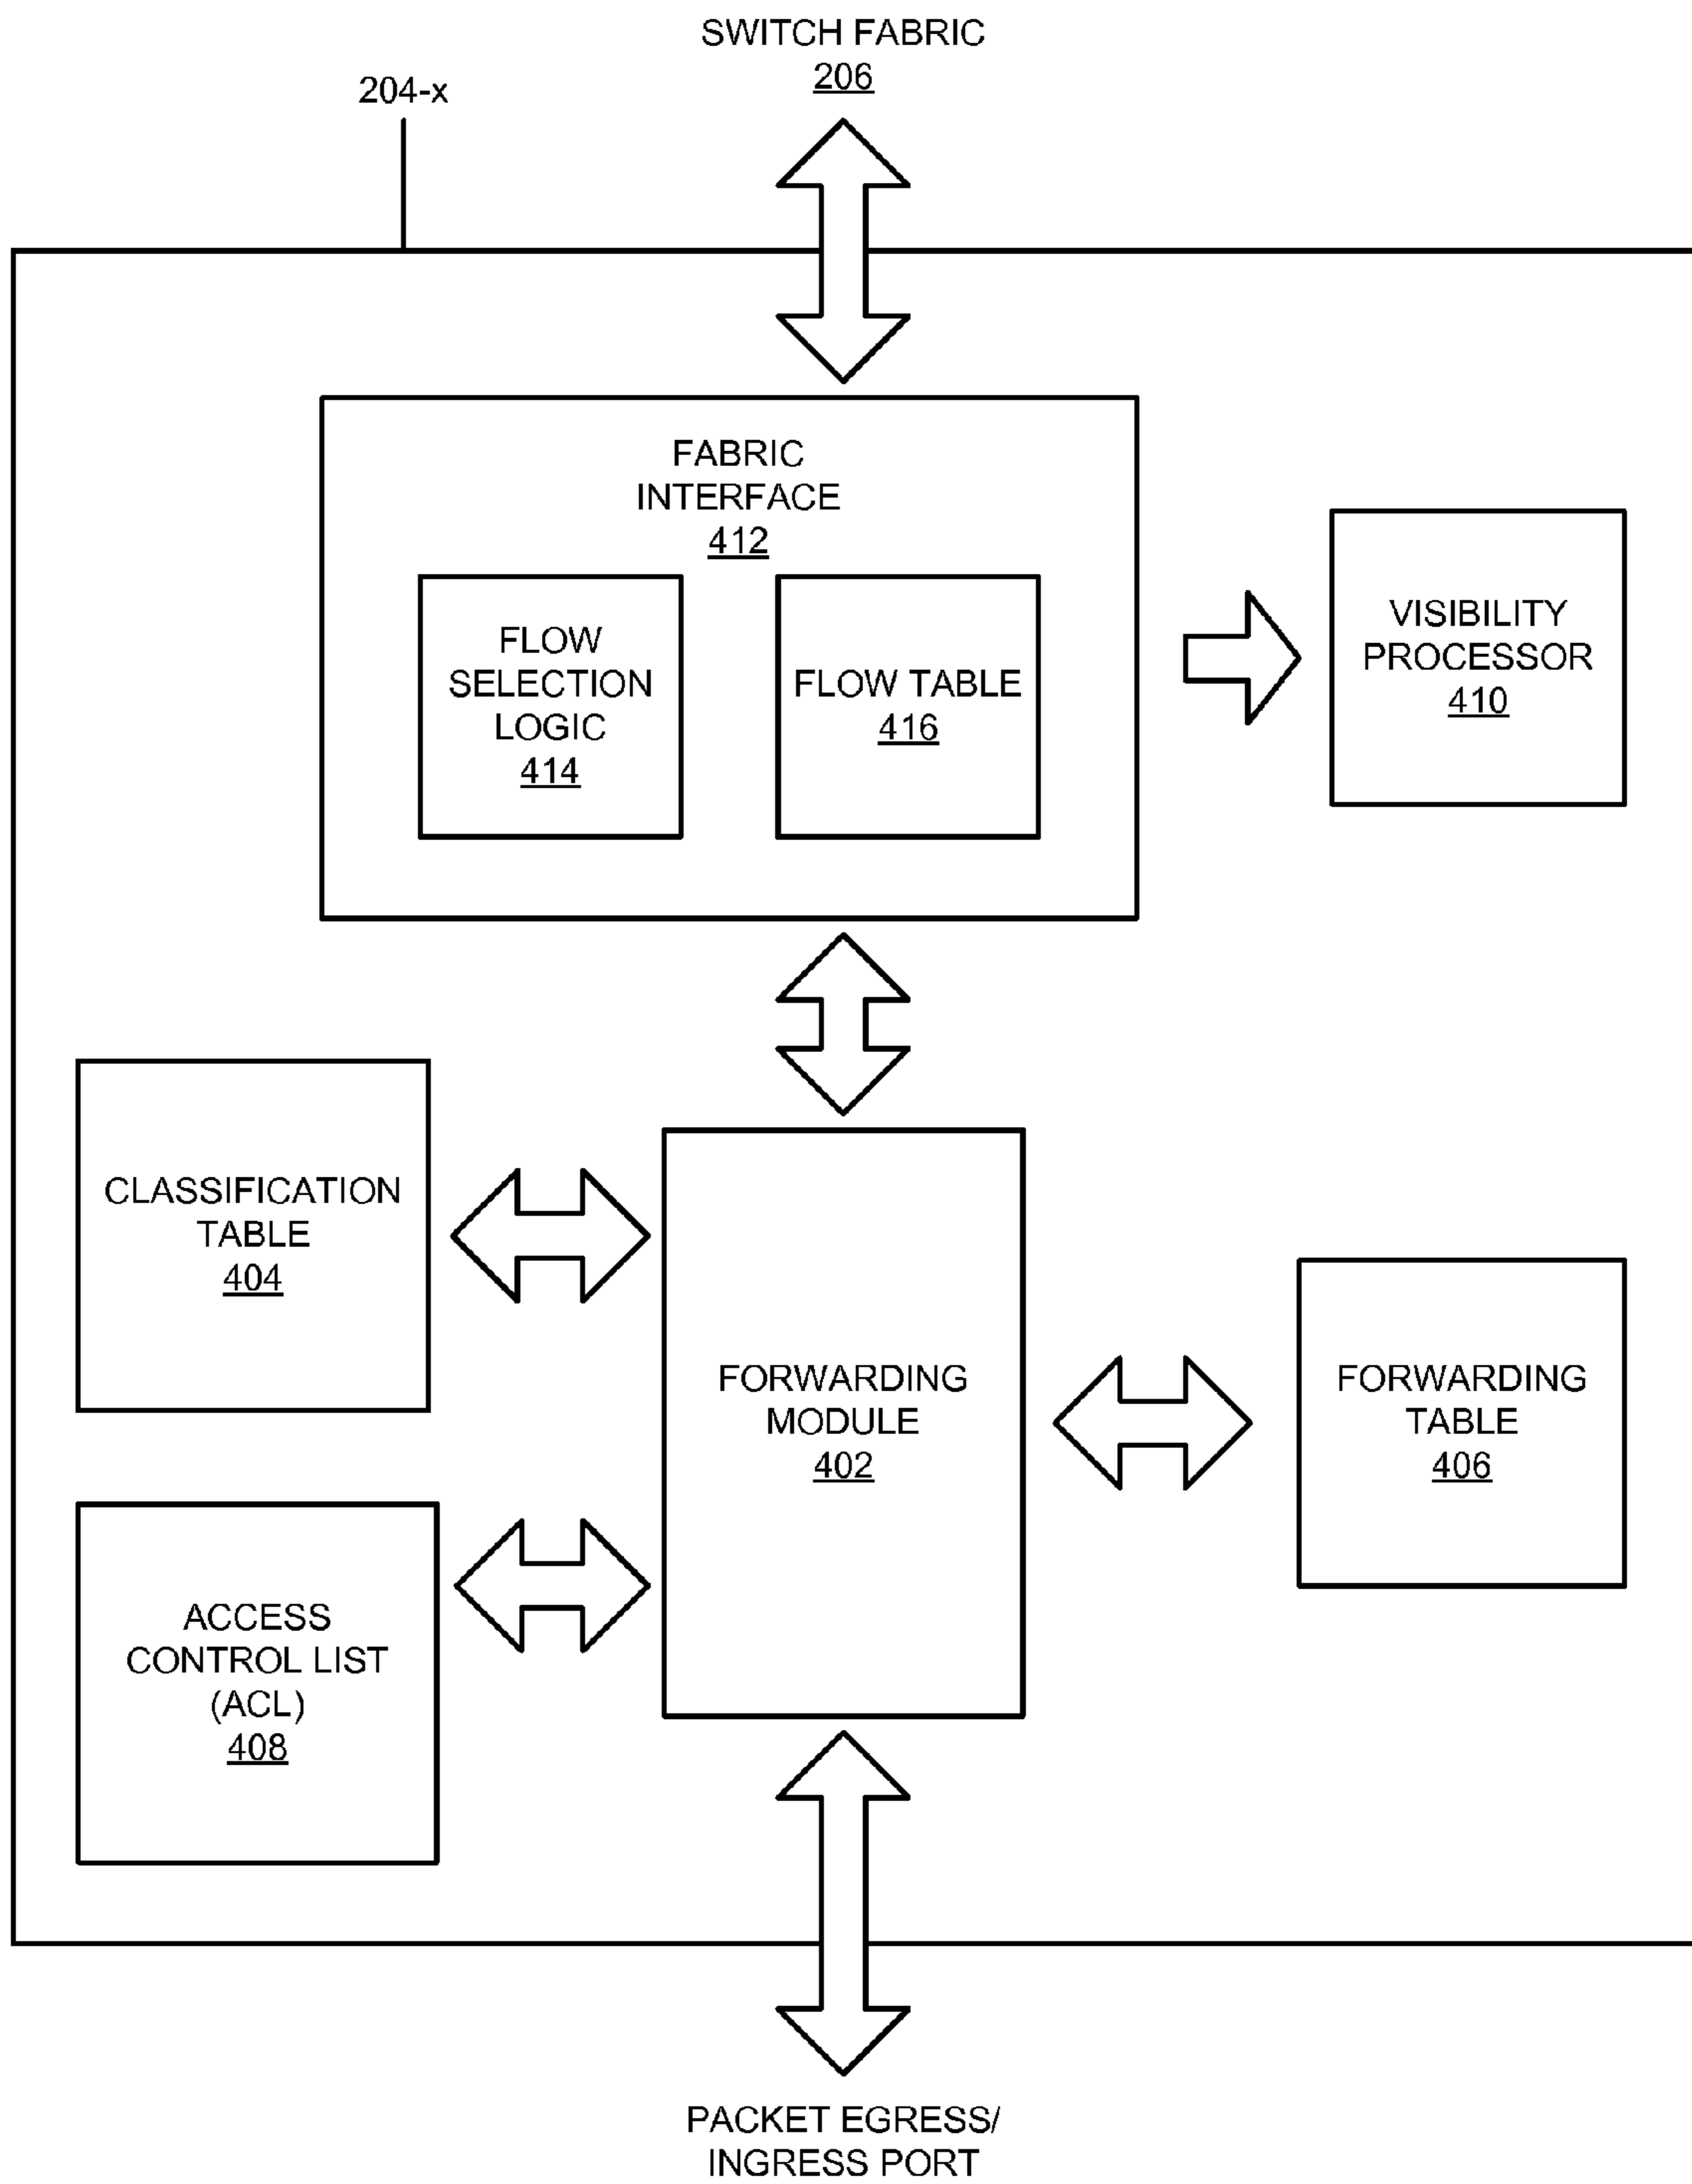 SWITCH FABRIC
206
204-x
FABRIC
INTERFACE
412
FLOW
SELECTION
LOGIC
414
FLOW TABLE
416
VISIBILITY
PROCESSOR
410
CLASSIFICATION
TABLE
404
FORWARDING
MODULE
402
FORWARDING
TABLE
406
ACCESS
CONTROL LIST
(ACL)
408
PACKET EGRESS/
INGRESS PORT